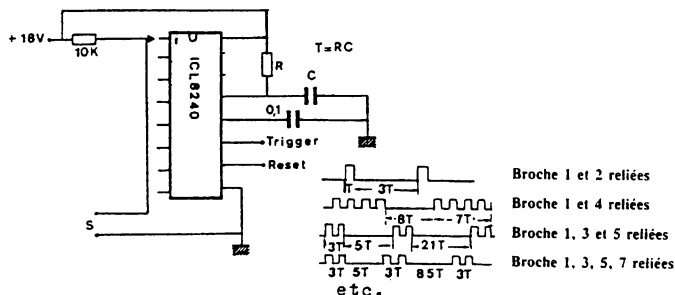 +18V
10K
1
ICL8240
R
T=RC
C
0,1
Trigger
Reset
S
T 3T
Broche 1 et 2 reliées
Broche 1 et 4 reliées
8T 7T
Broche 1, 3 et 5 reliées
3T 5T 21T
Broche 1, 3, 5, 7 reliées
3T 5T 3T 85T 3T
etc.